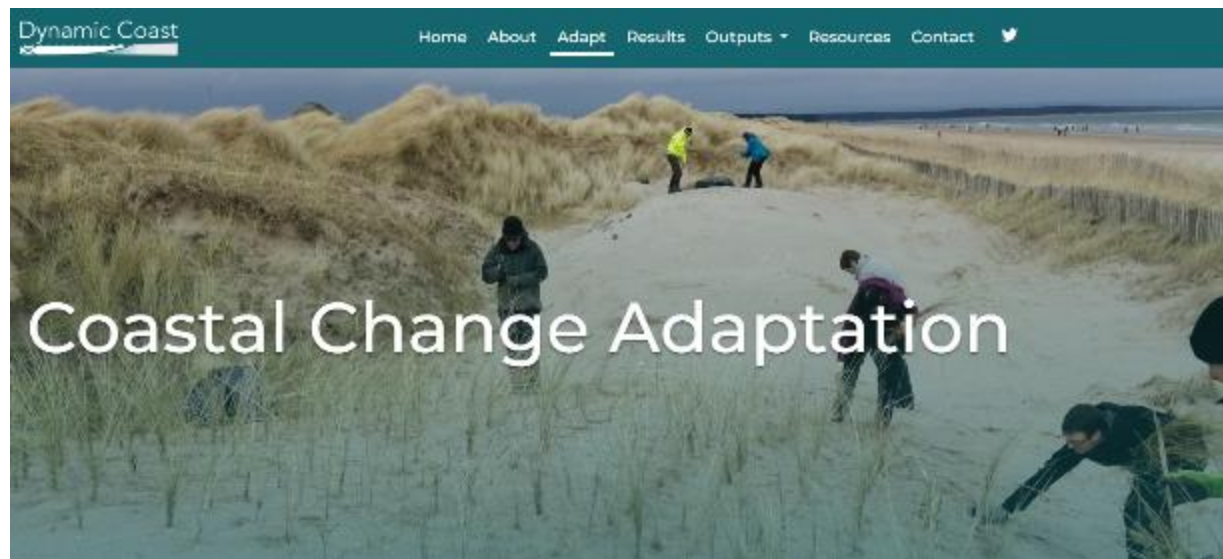 Dynamic Coast
Home About Adapt Results Outputs Resources Contact
Coastal Change Adaptation